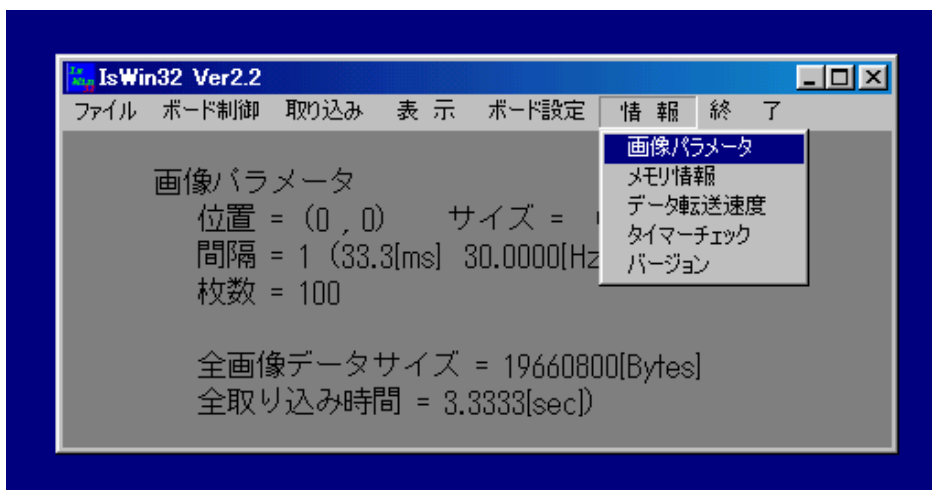 IsWin32 Ver2.2
ファイル ボード制御 取り込み 表 示 ボード設定 情 報 終 了
画像パラメータ
メモリ情報
データ転送速度
タイマーチェック
バージョン
画像パラメータ
位置 = (0 , 0) サイズ =
間隔 = 1 (33.3[ms] 30.0000[Hz
枚数 = 100
全画像データサイズ = 19660800[Bytes]
全取り込み時間 = 3.3333[sec])